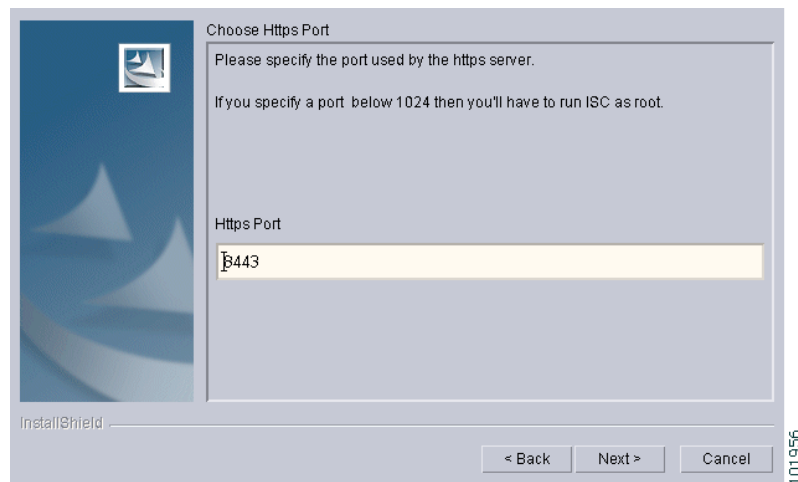 Choose Https Port
Please specify the port used by the https server.
If you specify a port below 1024 then you'll have to run ISC as root.
Https Port
8443
InstallShield
< Back
Next >
Cancel
101956